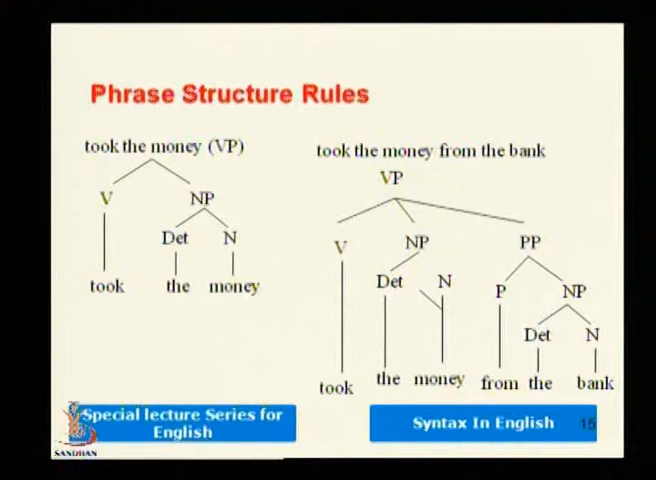 Phrase Structure Rules
took the money (VP)
V NP
Det N
took the money
took the money from the bank
VP
V NP PP
Det N P NP
Det N
took the money from the bank
Special lecture Series for
English
Syntax In English
15
SANDHAN